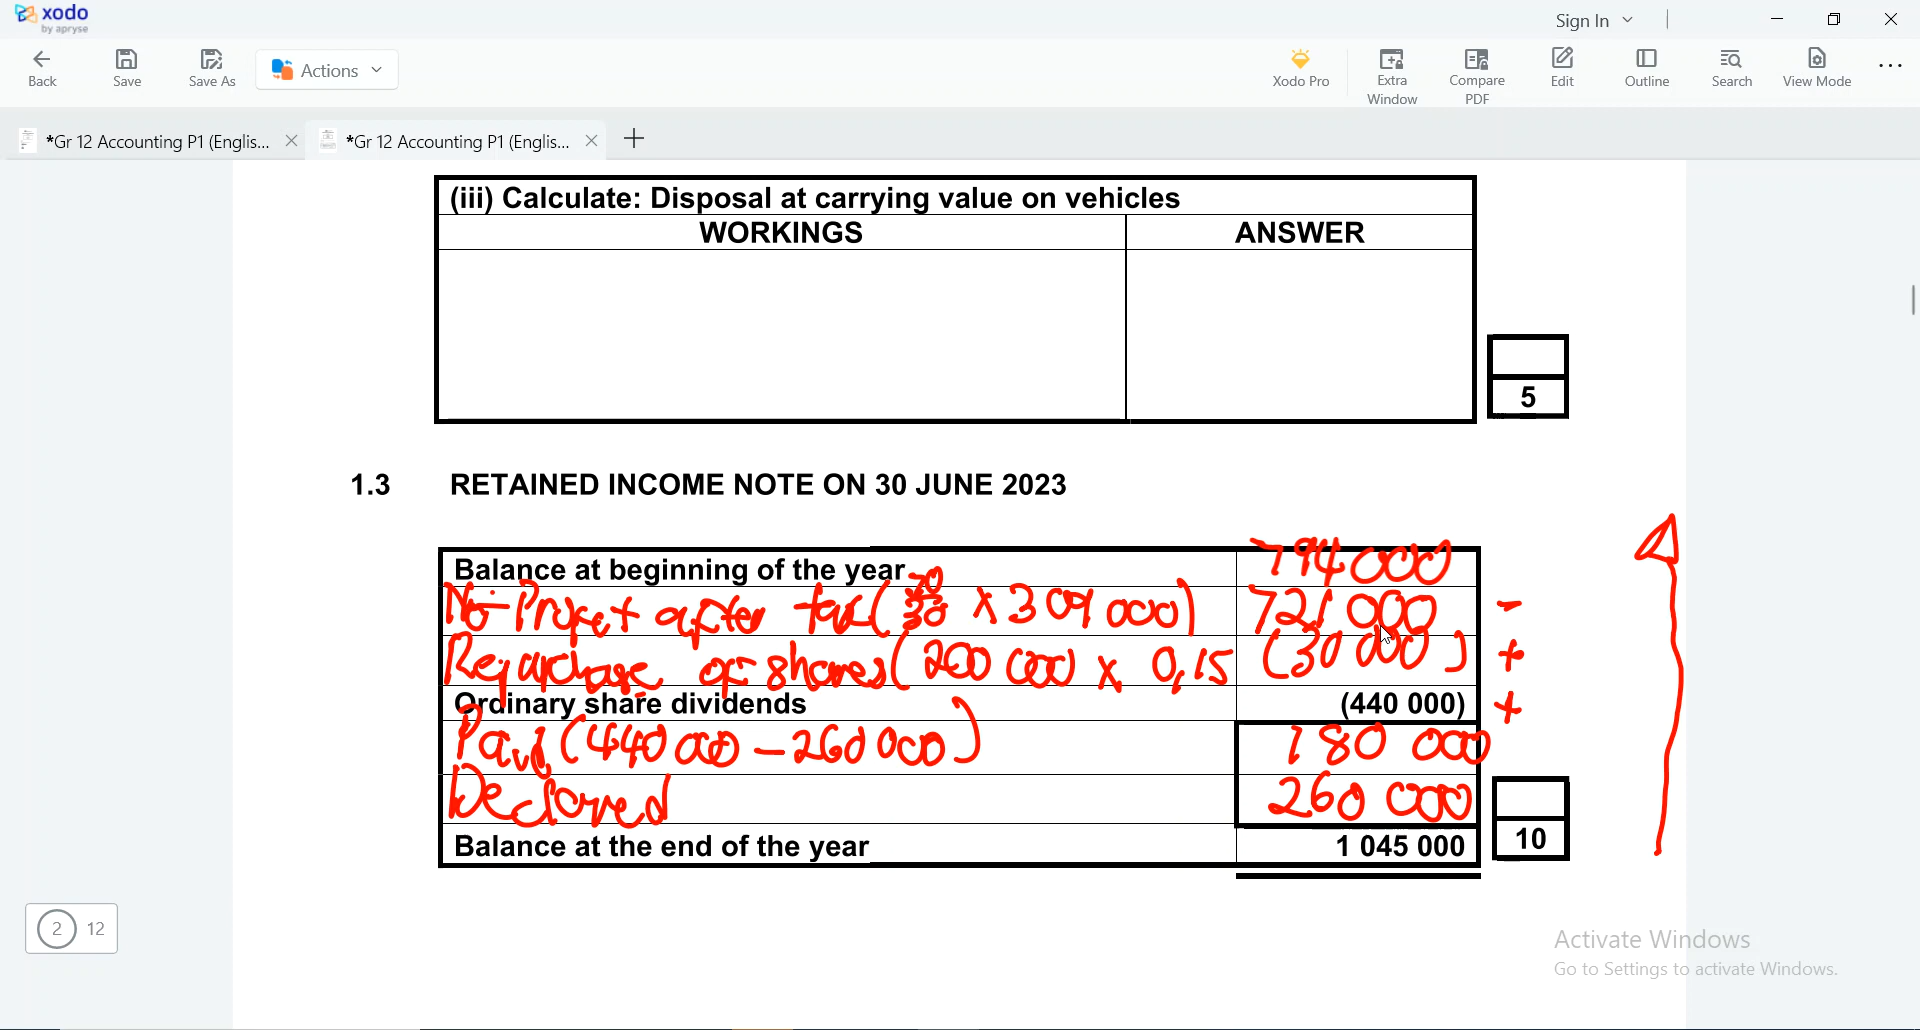 xodo
by apryse
Sign In
Back
Save
Save As
Actions
Xodo Pro
Extra Window
Compare PDF
Edit
Outline
Search
View Mode
*Gr 12 Accounting P1 (Englis...
*Gr 12 Accounting P1 (Englis...
(iii) Calculate: Disposal at carrying value on vehicles
WORKINGS ANSWER
5
1.3 RETAINED INCOME NOTE ON 30 JUNE 2023
Balance at beginning of the year 794 000
Profit after tax ( 70 30 x 309 000) 721 000 -
Repurchase of shares (200 000 x 0,15 (30 000) +
Ordinary share dividends (440 000) +
Paid (440 000 - 260 000) 180 000
Declared 260 000
10
Balance at the end of the year 1 045 000
2 12
Activate Windows
Go to Settings to activate Windows.